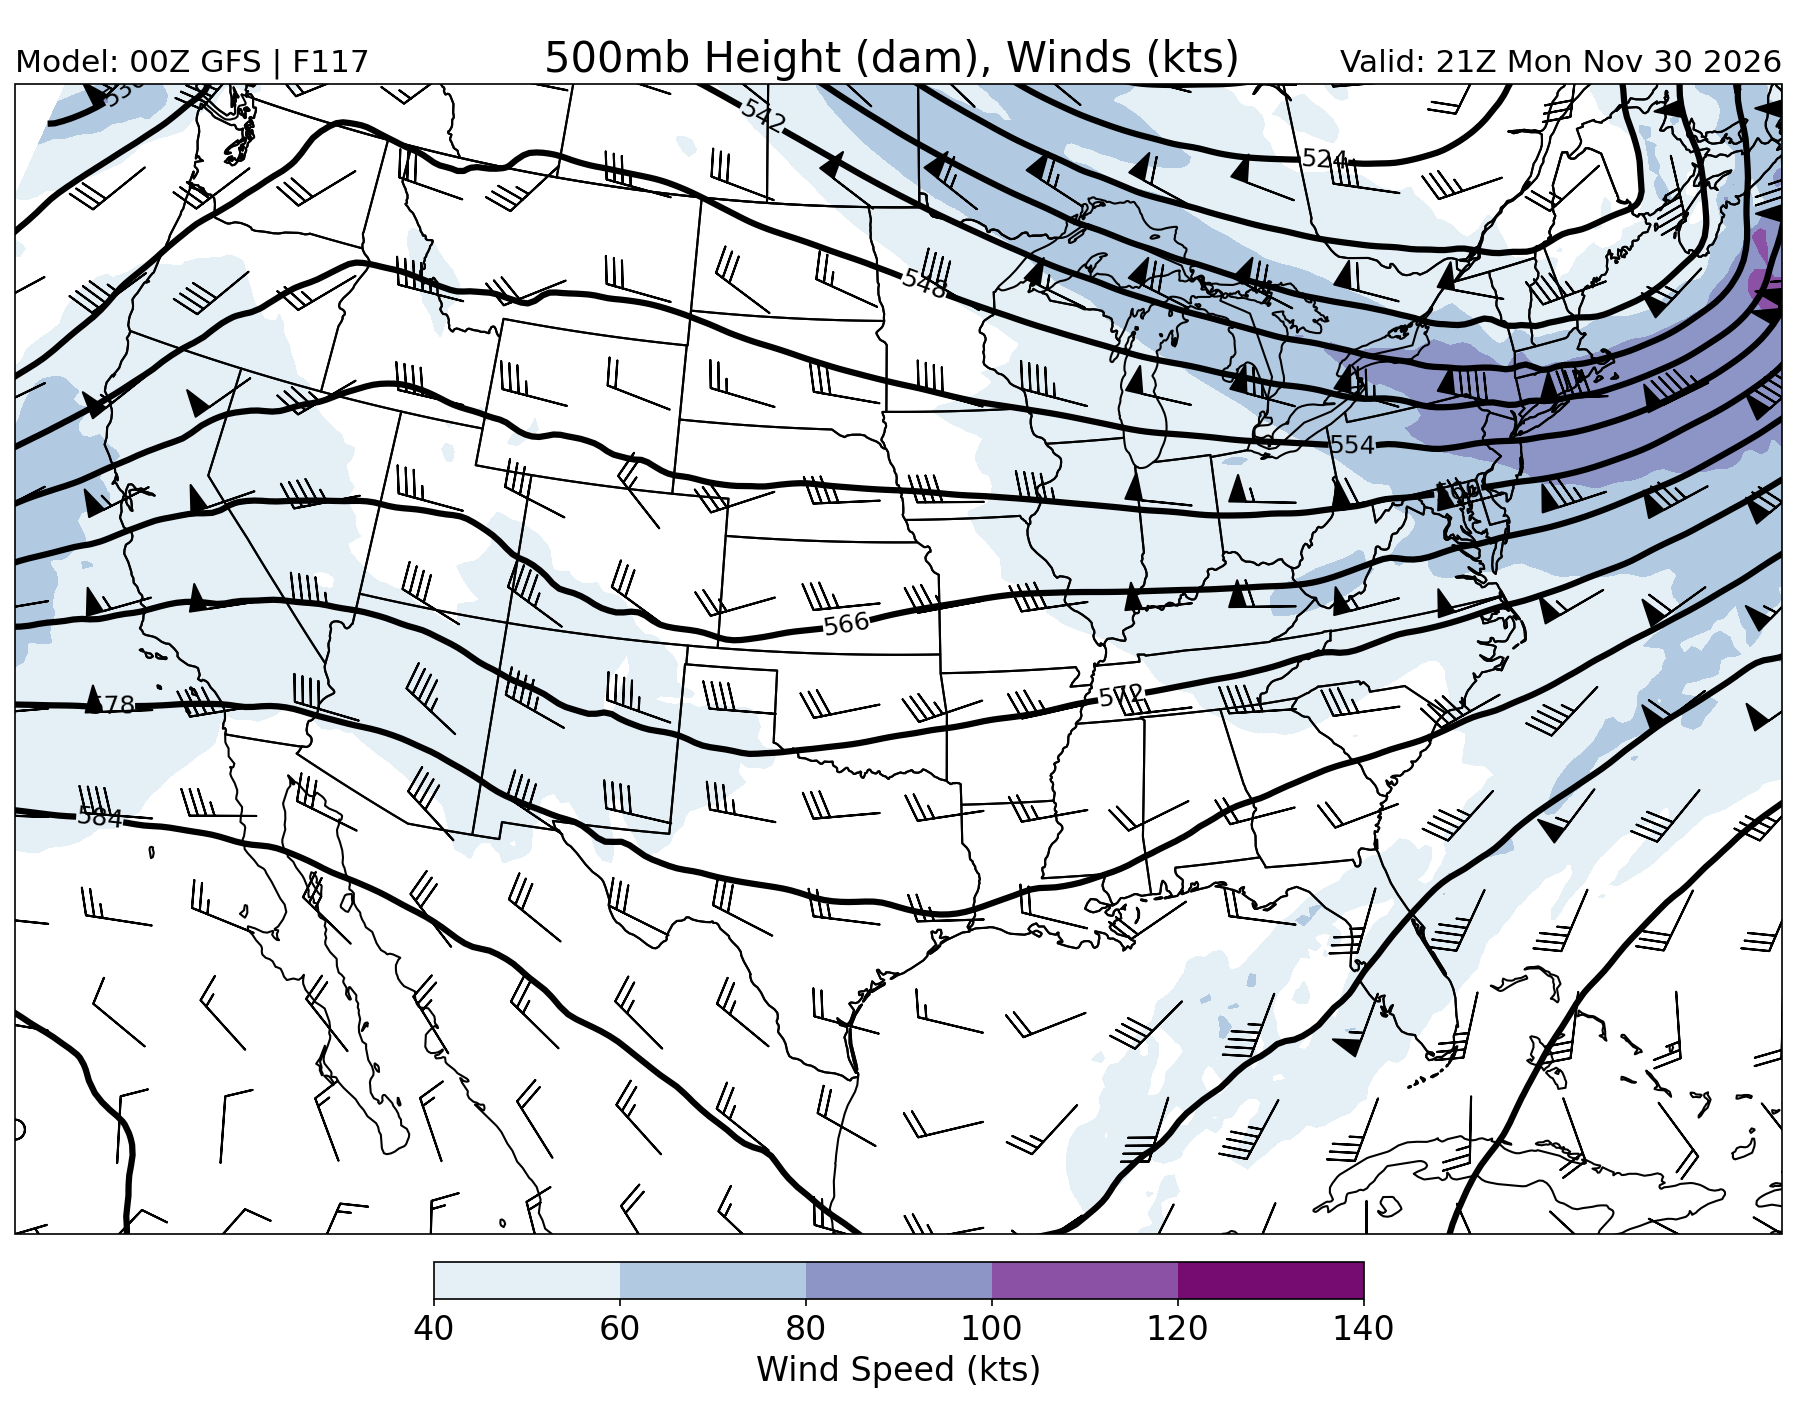 Model: 00Z GFS | F117
500mb Height (dam), Winds (kts)
Valid: 21Z Mon Nov 30 2026
542
524
548
554
566
572
578
584
40 60 80 100 120 140
Wind Speed (kts)